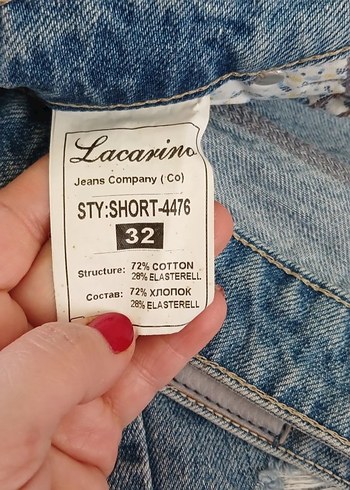 Lacarino
Jeans Company (Co)
STY:SHORT-4476
32
Structure: 72% COTTON
28% ELASTERELL
Состав: 72% ХЛОПОК
28% ELASTERELL